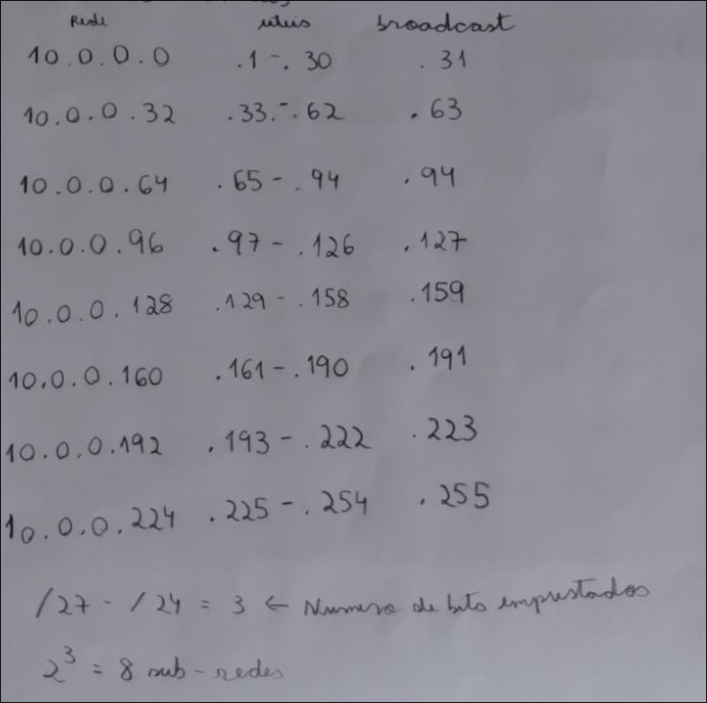 Rede uteis broadcast
10.0.0.0 .1 - .30 .31
10.0.0.32 .33.-.62 .63
10.0.0.64 .65 - .94 .94
10.0.0.96 .97 - .126 .127
10.0.0.128 .129 - .158 .159
10.0.0.160 .161 - .190 .191
10.0.0.192 .193 - .222 .223
10.0.0.224 .225 - .254 .255
/27 - /24 = 3 ← Numero de bits emprestados
2³ = 8 sub-redes